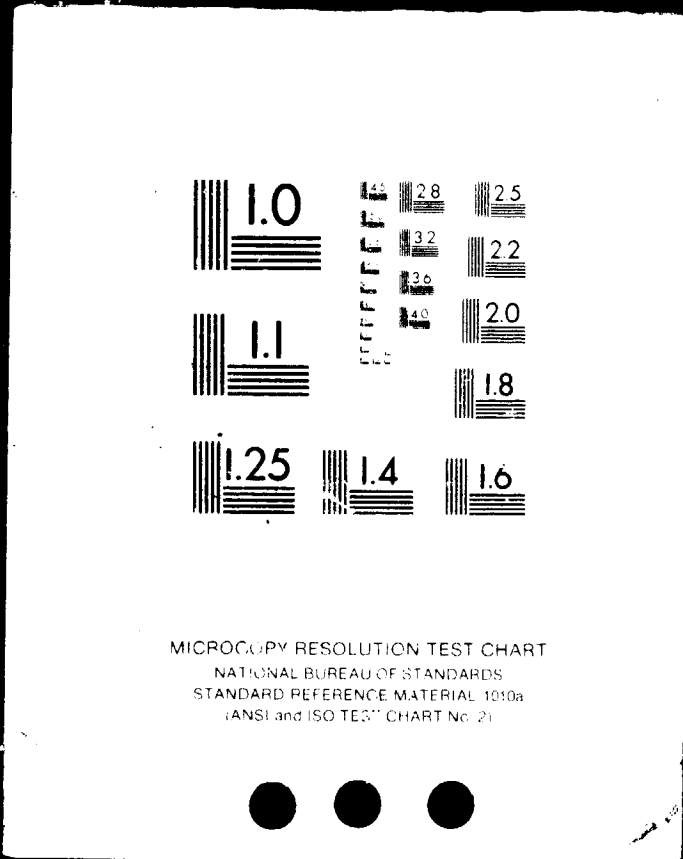 1.0
4.5 2.8 2.5
3.2 2.2
3.6
4.0 2.0
1.1
1.8
1.25 1.4 1.6
MICROCOPY RESOLUTION TEST CHART
NATIONAL BUREAU OF STANDARDS
STANDARD REFERENCE MATERIAL 1010a
(ANSI and ISO TEST CHART No. 2)